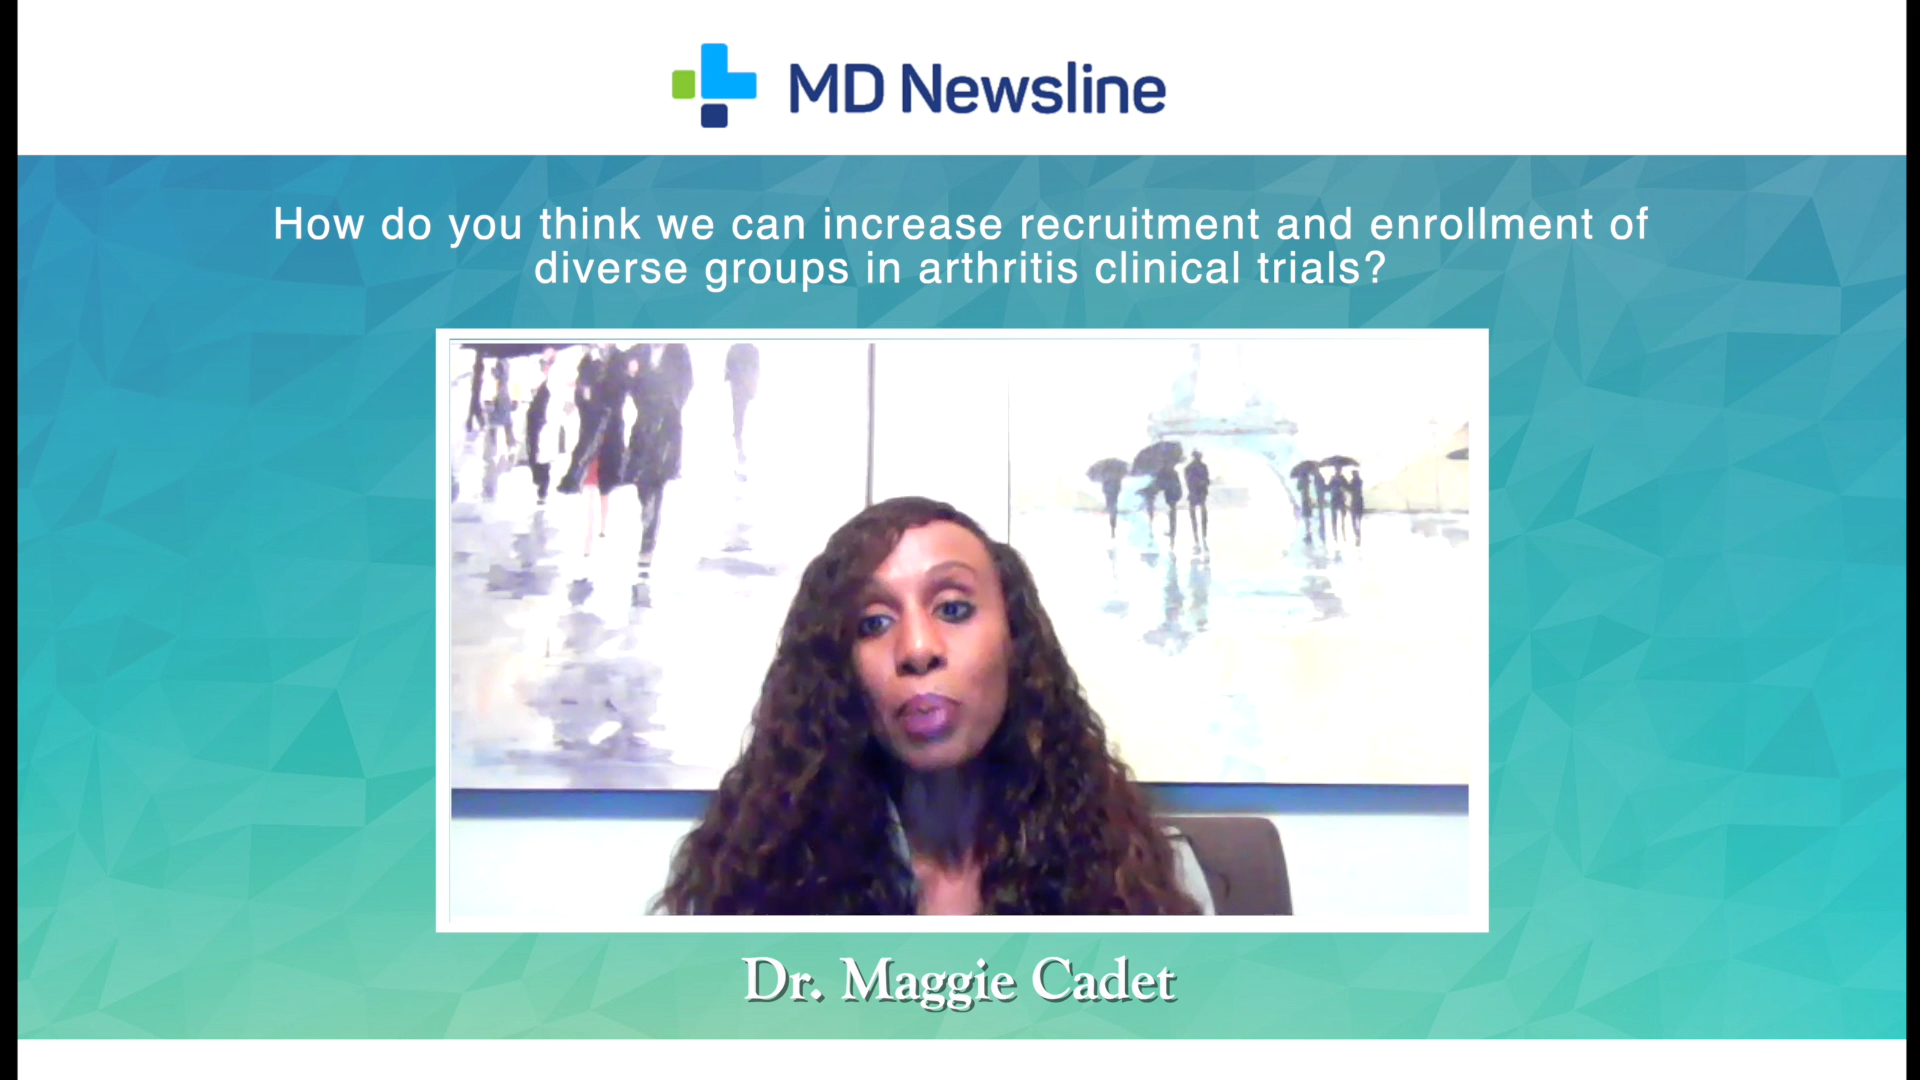 MD Newsline
How do you think we can increase recruitment and enrollment of
diverse groups in arthritis clinical trials?
Dr. Maggie Cadet